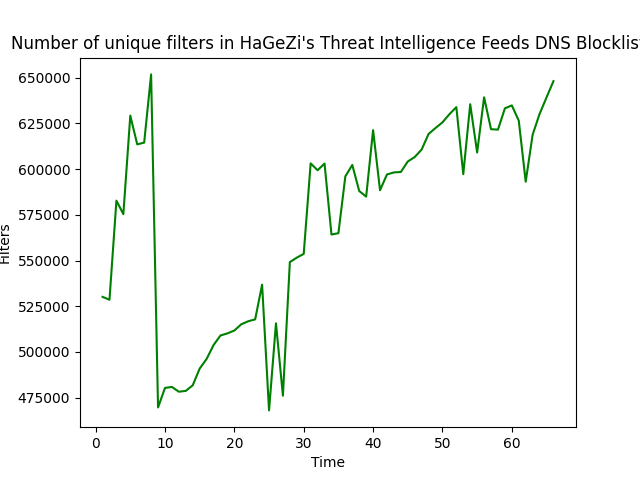 Number of unique filters in HaGeZi's Threat Intelligence Feeds DNS Blocklist
650000
625000
600000
575000
550000
525000
500000
475000
Filters
0 10 20 30 40 50 60
Time